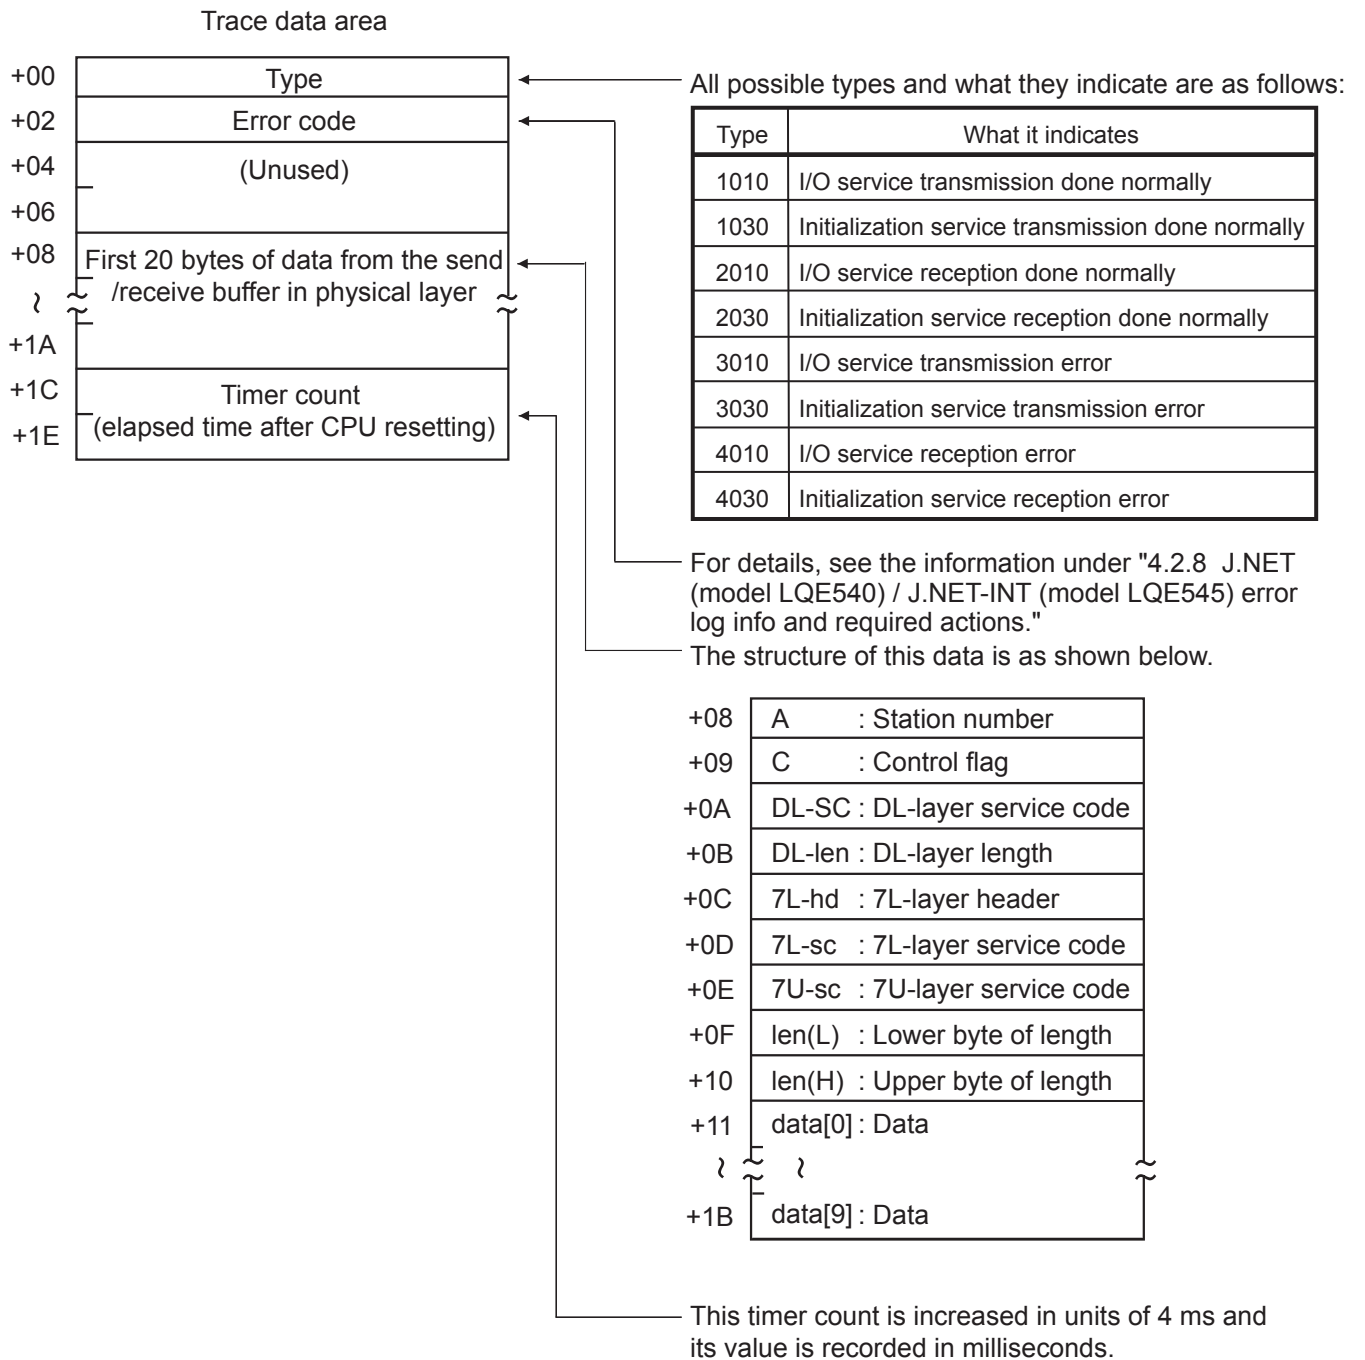 Trace data area
+00 Type
+02 Error code
+04 (Unused)
+06
+08 First 20 bytes of data from the send
~ /receive buffer in physical layer
+1A
+1C Timer count
+1E (elapsed time after CPU resetting)
All possible types and what they indicate are as follows:
Type What it indicates
1010 I/O service transmission done normally
1030 Initialization service transmission done normally
2010 I/O service reception done normally
2030 Initialization service reception done normally
3010 I/O service transmission error
3030 Initialization service transmission error
4010 I/O service reception error
4030 Initialization service reception error
For details, see the information under "4.2.8 J.NET
(model LQE540) / J.NET-INT (model LQE545) error
log info and required actions."
The structure of this data is as shown below.
+08 A : Station number
+09 C : Control flag
+0A DL-SC : DL-layer service code
+0B DL-len : DL-layer length
+0C 7L-hd : 7L-layer header
+0D 7L-sc : 7L-layer service code
+0E 7U-sc : 7U-layer service code
+0F len(L) : Lower byte of length
+10 len(H) : Upper byte of length
+11 data[0] : Data
~ ~
+1B data[9] : Data
This timer count is increased in units of 4 ms and
its value is recorded in milliseconds.